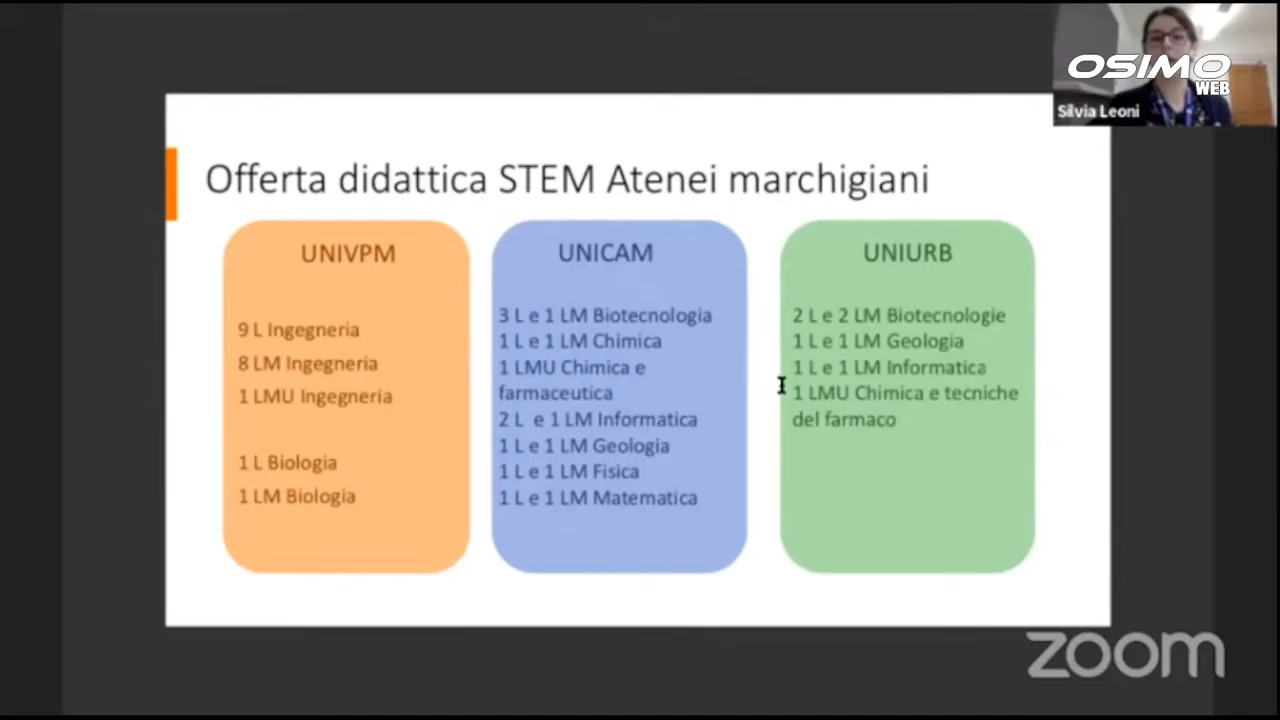 OSIMO
WEB
Silvia Leoni
Offerta didattica STEM Atenei marchigiani
UNIVPM
9 L Ingegneria
8 LM Ingegneria
1 LMU Ingegneria
1 L Biologia
1 LM Biologia
UNICAM
3 L e 1 LM Biotecnologia
1 L e 1 LM Chimica
1 LMU Chimica e
farmaceutica
2 L e 1 LM Informatica
1 L e 1 LM Geologia
1 L e 1 LM Fisica
1 L e 1 LM Matematica
UNIURB
2 L e 2 LM Biotecnologie
1 L e 1 LM Geologia
1 L e 1 LM Informatica
1 LMU Chimica e tecniche
del farmaco
zoom